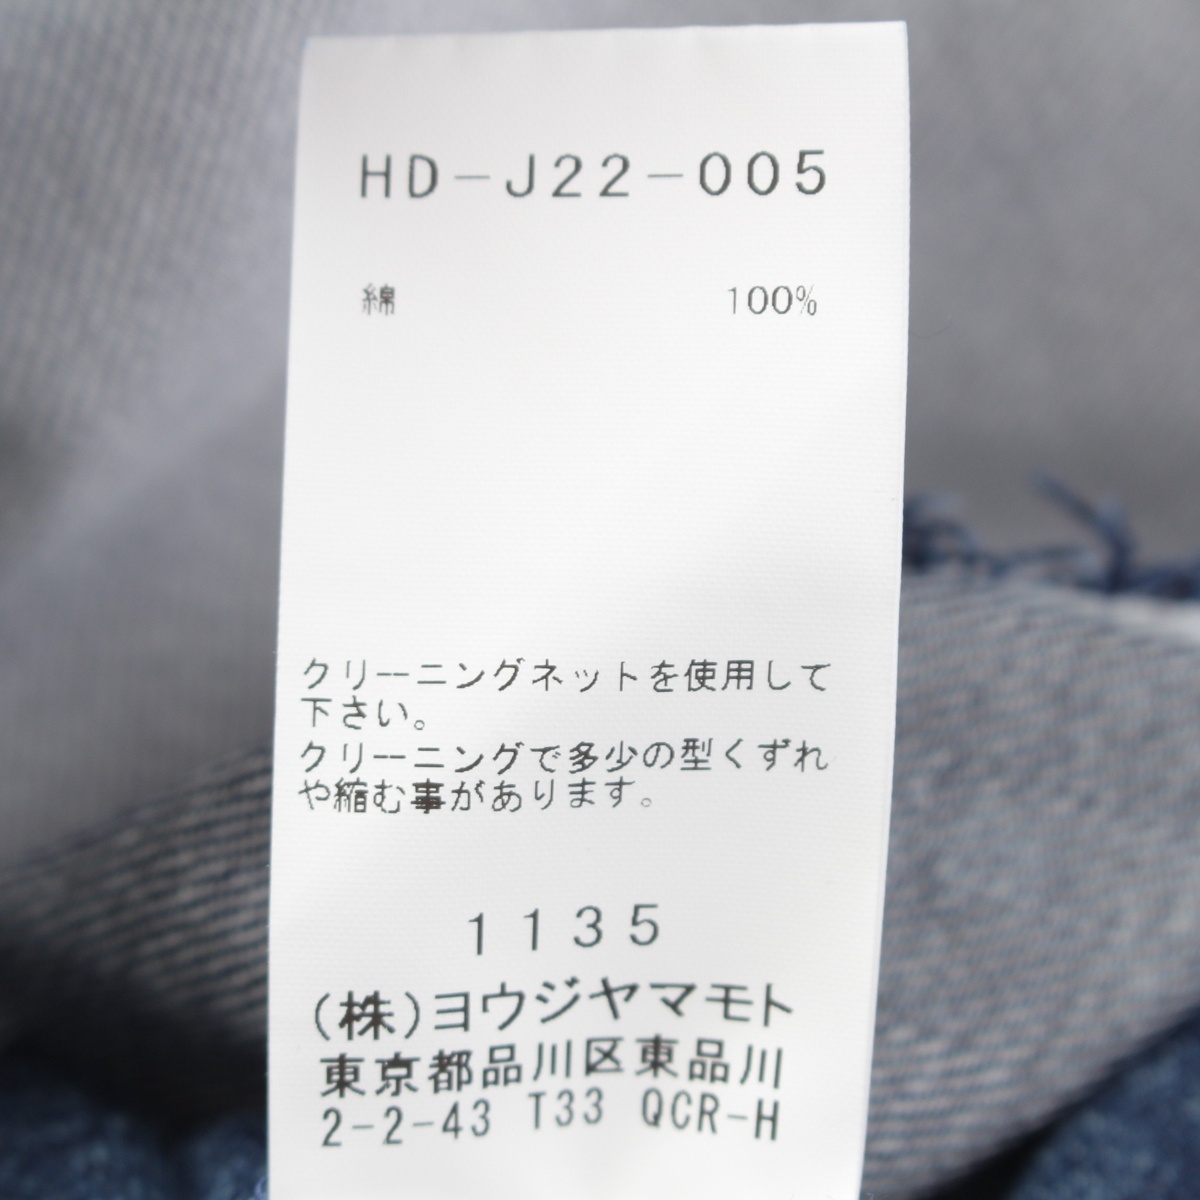 HD-J22-005
綿 100%
クリーニングネットを使用して
下さい。
クリーニングで多少の型くずれ
や縮む事があります。
1135
(株)ヨウジヤマモト
東京都品川区東品川
2-2-43 T33 QCR-H